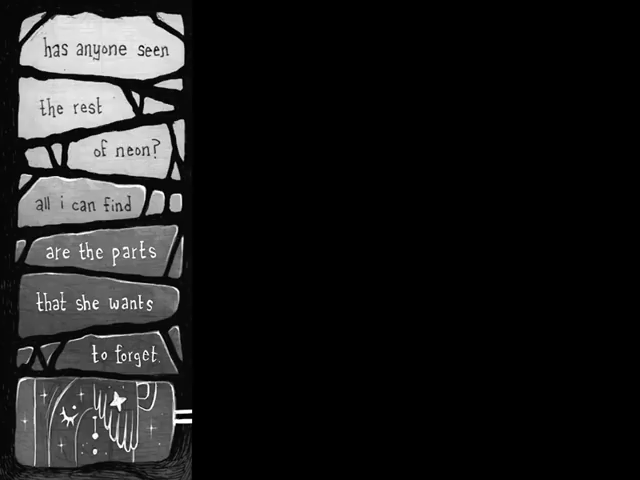 has anyone seen
the rest
of neon?
all i can find
are the parts
that she wants
to forget.